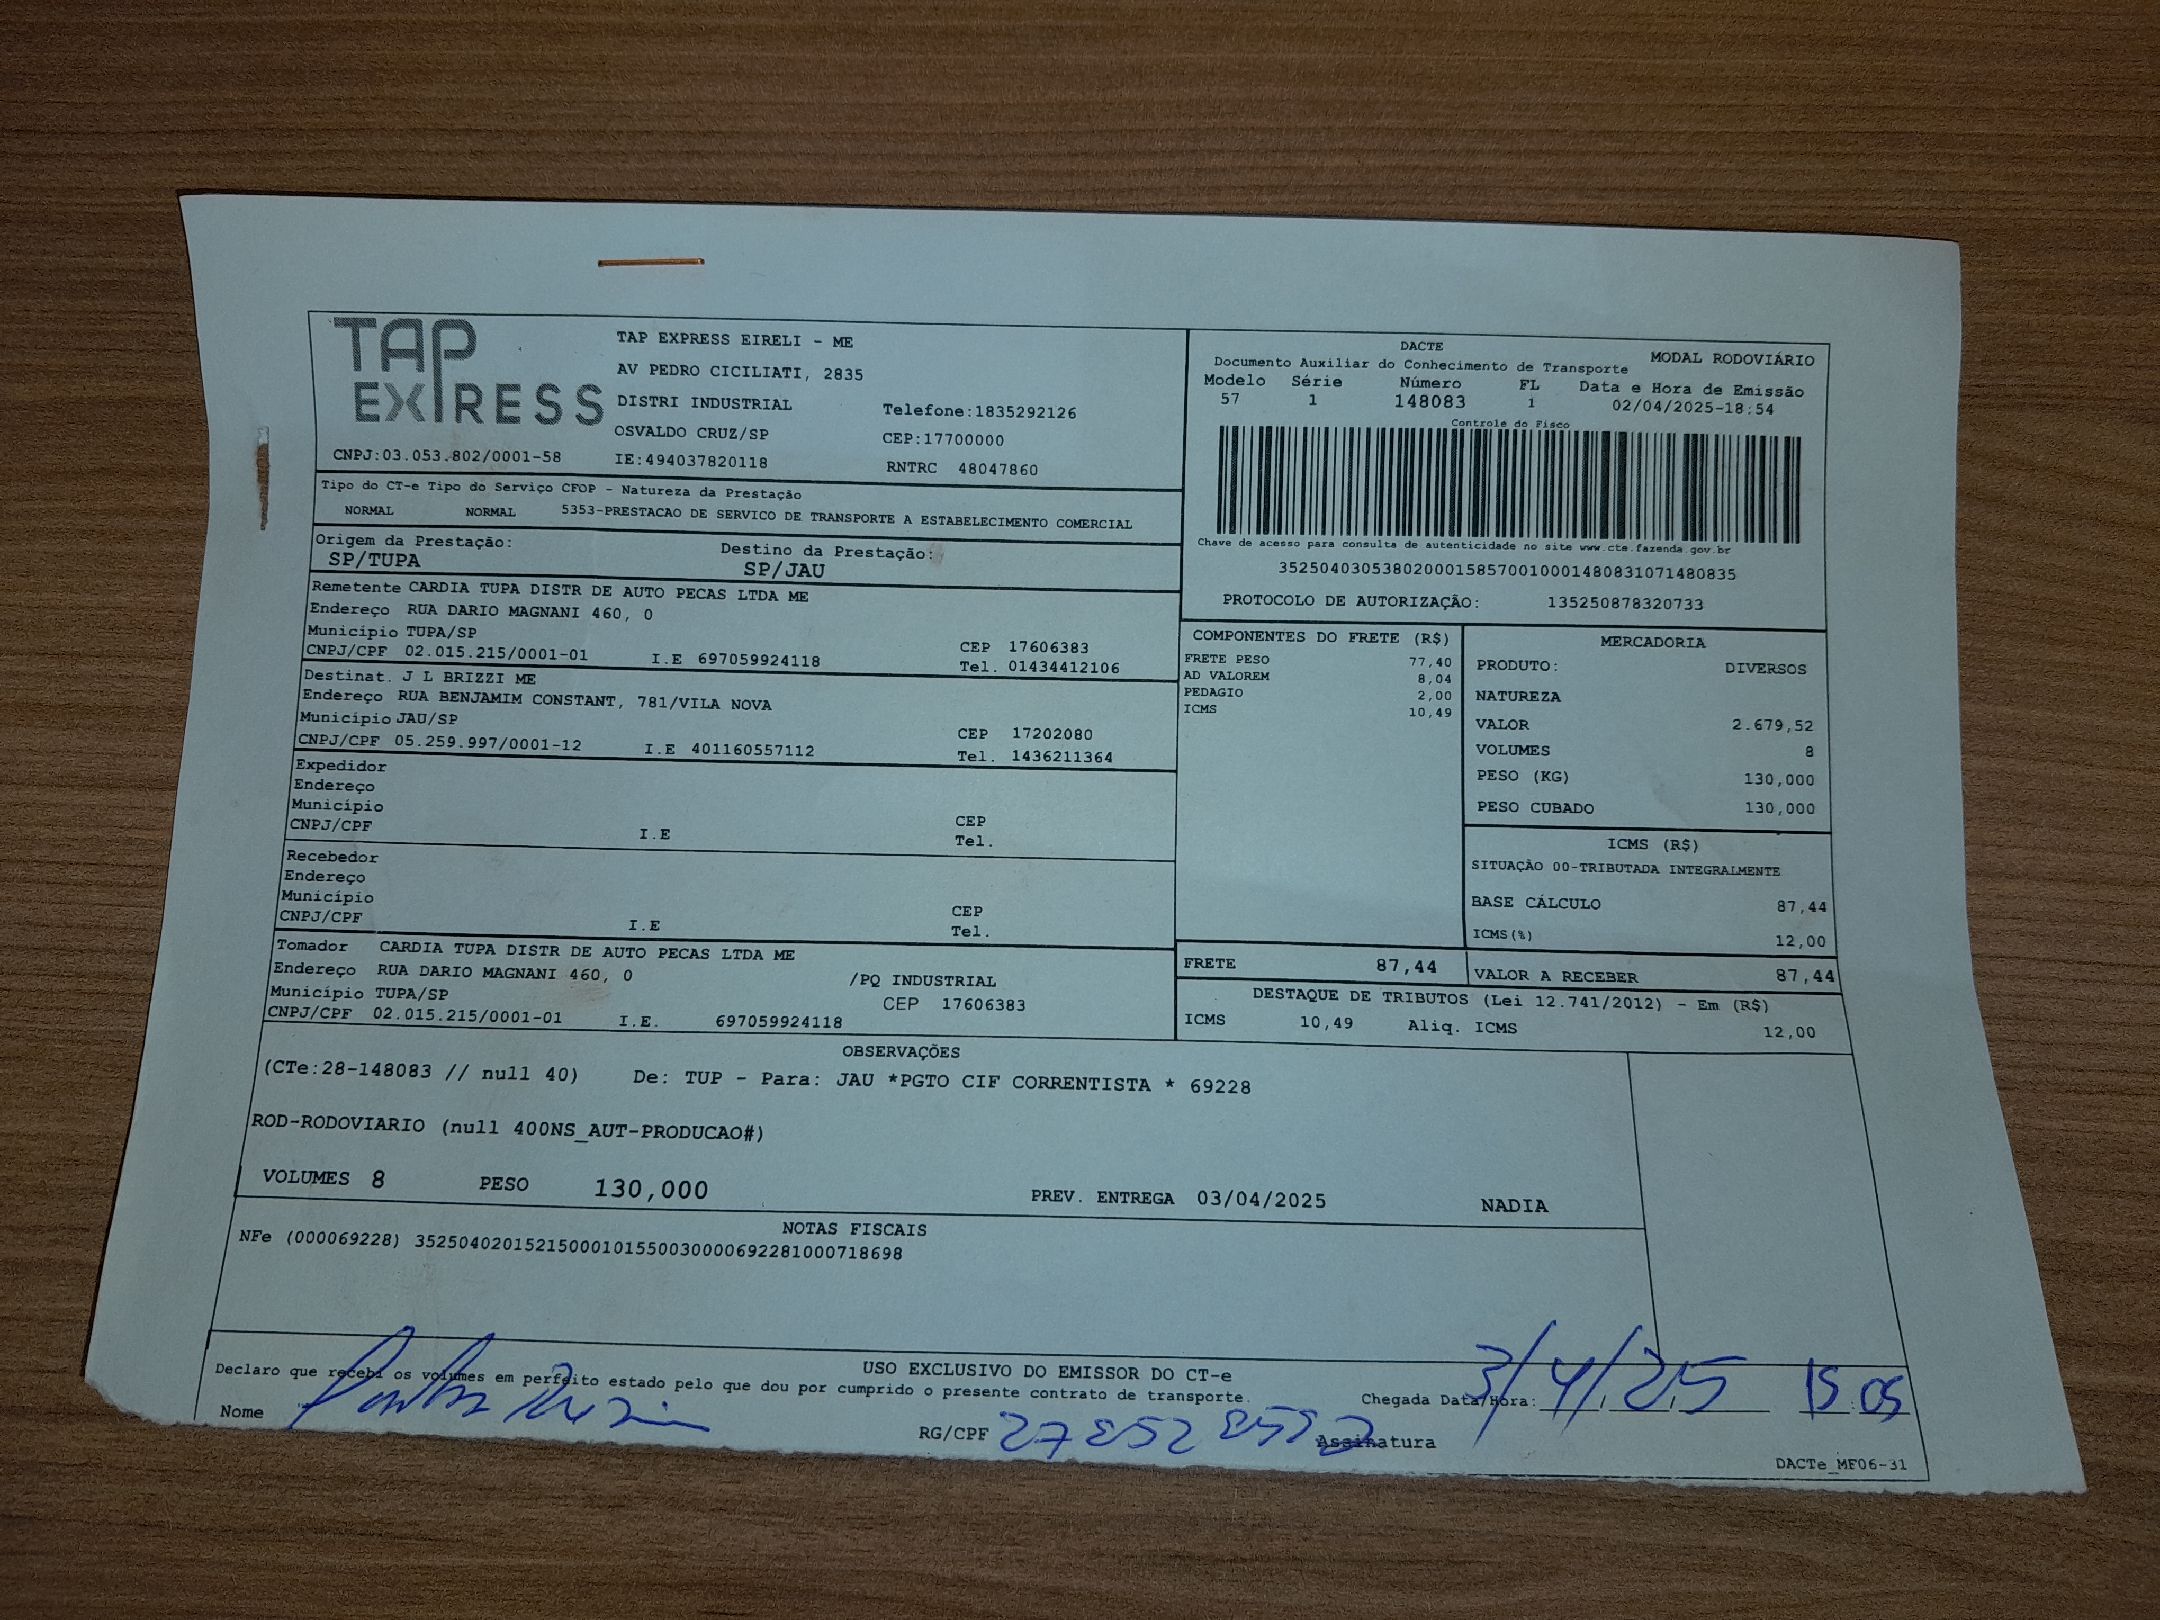 TAP EXPRESS
TAP EXPRESS EIRELI - ME
AV PEDRO CICILIATI, 2835
DISTRI INDUSTRIAL Telefone:1835292126
OSVALDO CRUZ/SP CEP:17700000
CNPJ:03.053.802/0001-58 IE:494037820118 RNTRC 48047860
DACTE
Documento Auxiliar do Conhecimento de Transporte MODAL RODOVIÁRIO
Modelo Série Número FL Data e Hora de Emissão
57 1 148083 1 02/04/2025-18:54
Controle do Fisco
Chave de acesso para consulta de autenticidade no site www.cte.fazenda.gov.br
35250403053802000158570010001480831071480835
PROTOCOLO DE AUTORIZAÇÃO: 135250878320733
Tipo do CT-e Tipo do Serviço CFOP - Natureza da Prestação
NORMAL NORMAL 5353-PRESTACAO DE SERVICO DE TRANSPORTE A ESTABELECIMENTO COMERCIAL
Origem da Prestação: Destino da Prestação:
SP/TUPA SP/JAU
Remetente CARDIA TUPA DISTR DE AUTO PECAS LTDA ME
Endereço RUA DARIO MAGNANI 460, 0
Município TUPA/SP CEP 17606383
CNPJ/CPF 02.015.215/0001-01 I.E 697059924118 Tel. 01434412106
Destinat. J L BRIZZI ME
Endereço RUA BENJAMIM CONSTANT, 781/VILA NOVA
Município JAU/SP CEP 17202080
CNPJ/CPF 05.259.997/0001-12 I.E 401160557112 Tel. 1436211364
Expedidor
Endereço
Município CEP
CNPJ/CPF I.E Tel.
Recebedor
Endereço
Município CEP
CNPJ/CPF I.E Tel.
Tomador CARDIA TUPA DISTR DE AUTO PECAS LTDA ME
Endereço RUA DARIO MAGNANI 460, 0 /PQ INDUSTRIAL
Município TUPA/SP CEP 17606383
CNPJ/CPF 02.015.215/0001-01 I.E. 697059924118
COMPONENTES DO FRETE (R$)
FRETE PESO 77,40
AD VALOREM 8,04
PEDAGIO 2,00
ICMS 10,49
MERCADORIA
PRODUTO: DIVERSOS
NATUREZA
VALOR 2.679,52
VOLUMES 8
PESO (KG) 130,000
PESO CUBADO 130,000
ICMS (R$)
SITUAÇÃO 00-TRIBUTADA INTEGRALMENTE
BASE CÁLCULO 87,44
ICMS(%) 12,00
FRETE 87,44 VALOR A RECEBER 87,44
DESTAQUE DE TRIBUTOS (Lei 12.741/2012) - Em (R$)
ICMS 10,49 Aliq. ICMS 12,00
OBSERVAÇÕES
(CTe:28-148083 // null 40) De: TUP - Para: JAU *PGTO CIF CORRENTISTA * 69228
ROD-RODOVIARIO (null 400NS_AUT-PRODUCAO#)
VOLUMES 8 PESO 130,000 PREV. ENTREGA 03/04/2025 NADIA
NOTAS FISCAIS
NFe (000069228) 35250402015215000101550030000692281000718698
USO EXCLUSIVO DO EMISSOR DO CT-e
Declaro que recebi os volumes em perfeito estado pelo que dou por cumprido o presente contrato de transporte.
Chegada Data/Hora: 3/4/25 15:05
Nome RG/CPF Assinatura
DACTe_MF06-31